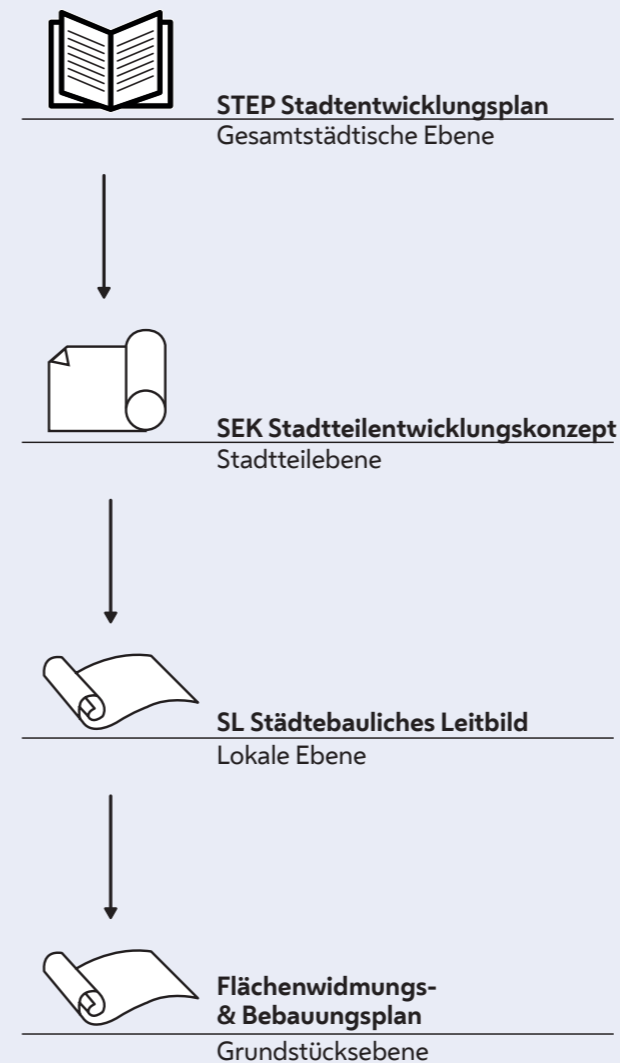 STEP Stadtentwicklungsplan
Gesamtstädtische Ebene
SEK Stadtteilentwicklungskonzept
Stadtteilebene
SL Städtebauliches Leitbild
Lokale Ebene
Flächenwidmungs-
& Bebauungsplan
Grundstücksebene